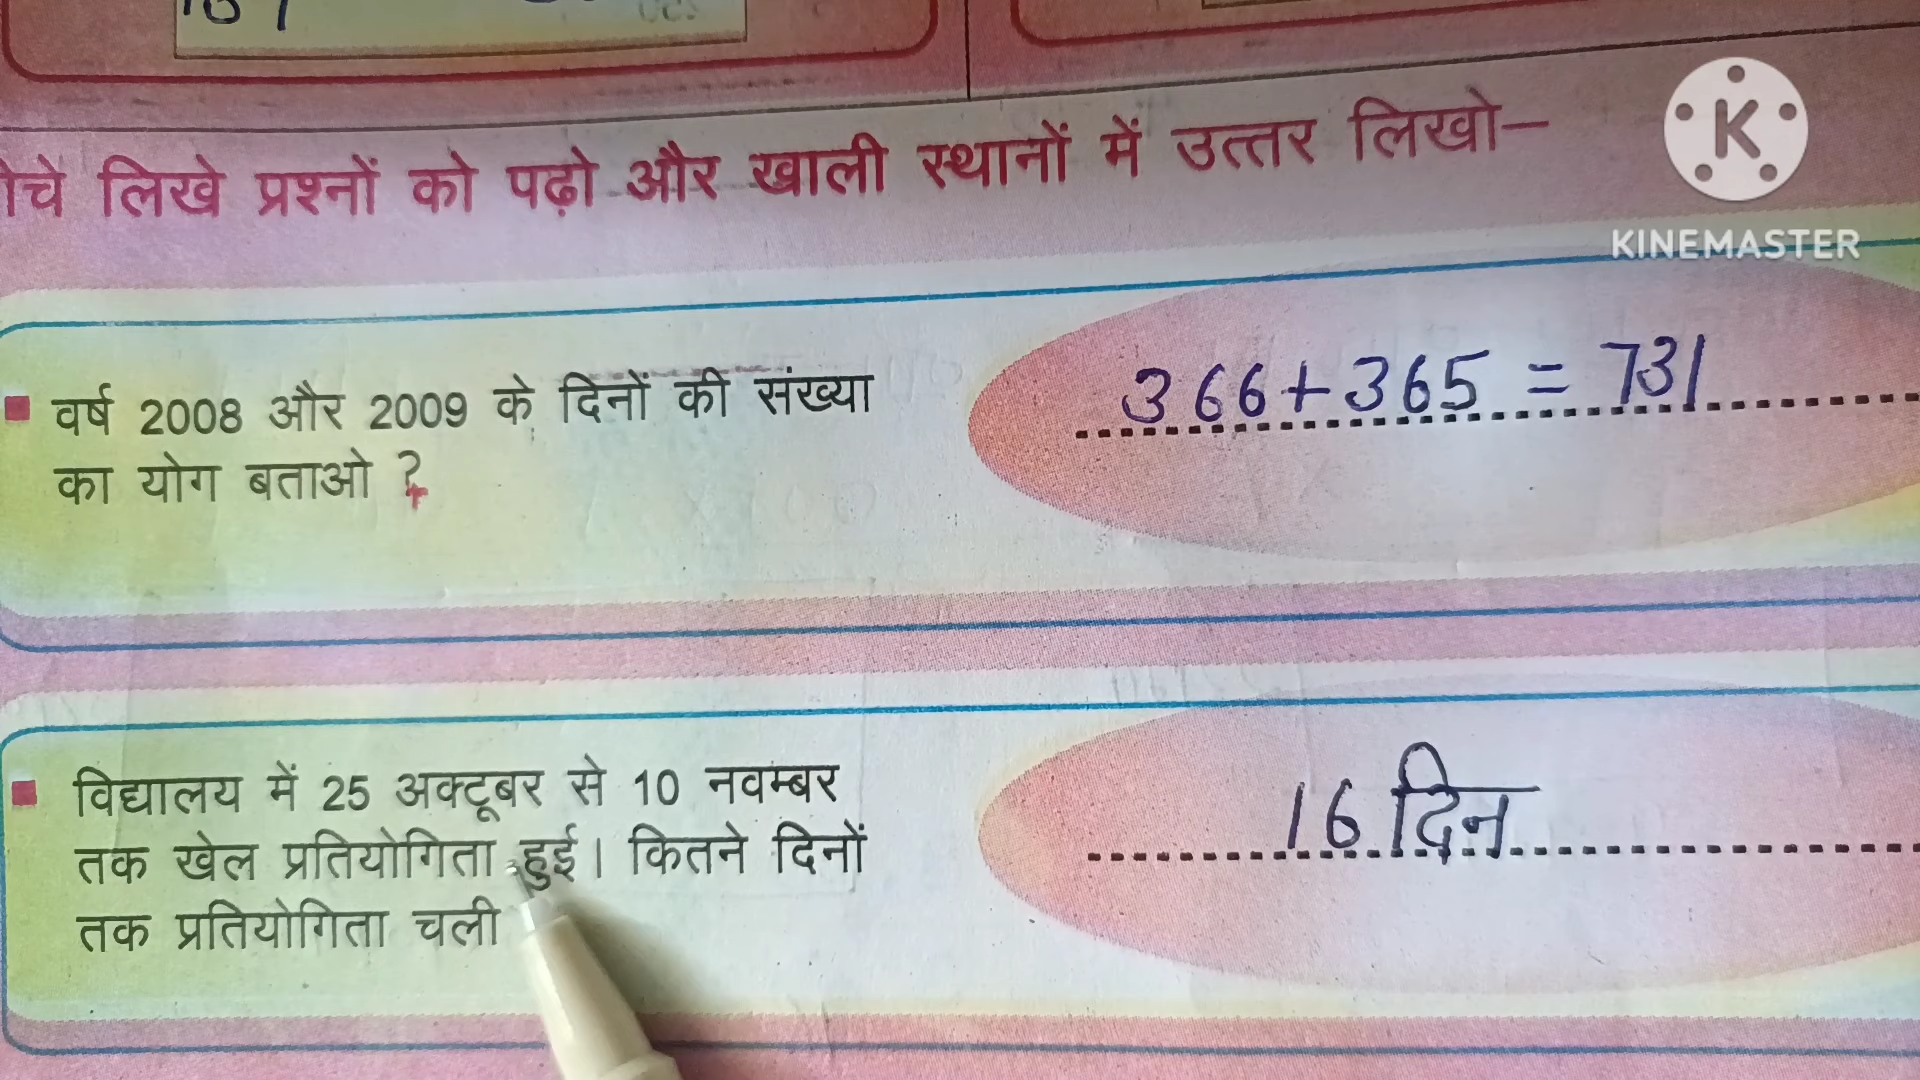 लिखे प्रश्नों को पढ़ो और खाली स्थानों में उत्तर लिखो–
K
KINEMASTER
वर्ष 2008 और 2009 के दिनों की संख्या
का योग बताओ ?
366+365 = 731
विद्यालय में 25 अक्टूबर से 10 नवम्बर
तक खेल प्रतियोगिता हुई। कितने दिनों
तक प्रतियोगिता चली
16 दिन